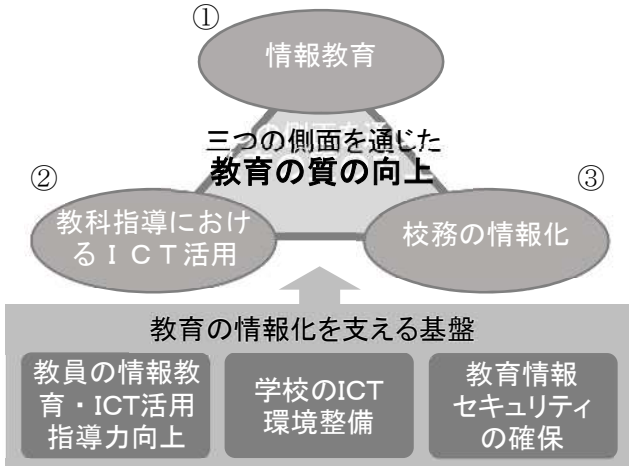 ①
情報教育
三つの側面を通じた
教育の質の向上
②
教科指導におけ
るＩＣＴ活用
③
校務の情報化
教育の情報化を支える基盤
教員の情報教
育・ICT活用
指導力向上
学校のICT
環境整備
教育情報
セキュリティ
の確保